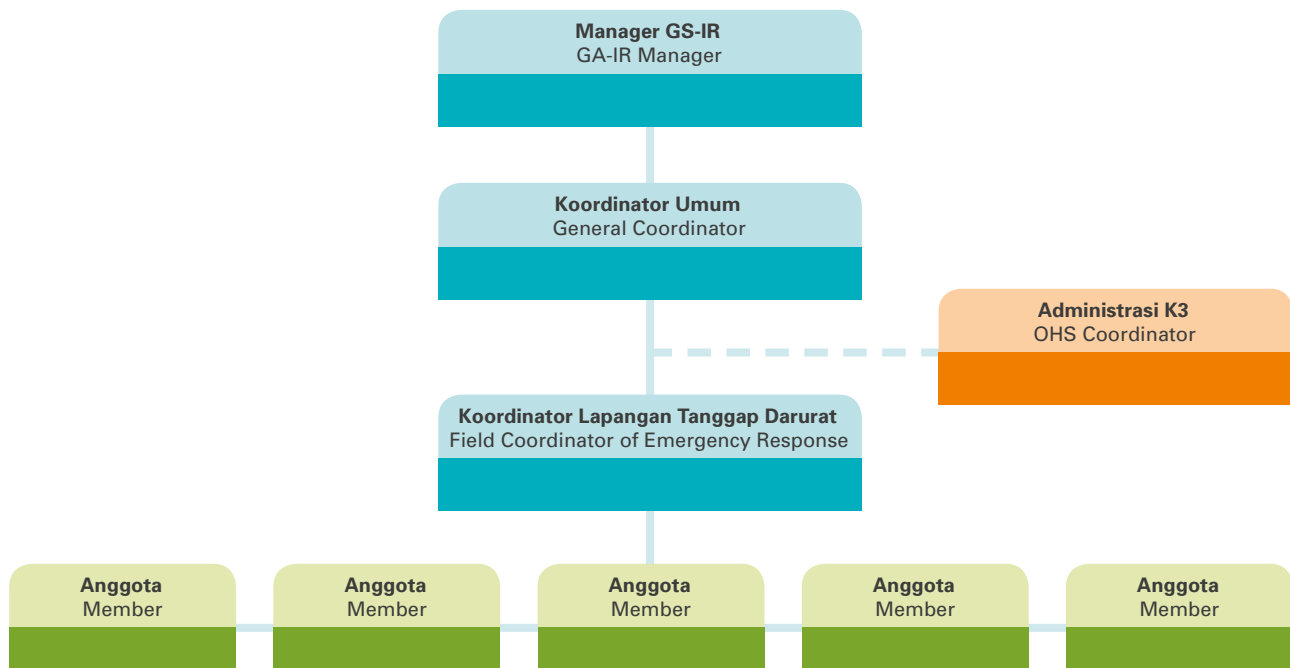 Manager GS-IR
GA-IR Manager
Koordinator Umum
General Coordinator
Administrasi K3
OHS Coordinator
Koordinator Lapangan Tanggap Darurat
Field Coordinator of Emergency Response
Anggota
Member
Anggota
Member
Anggota
Member
Anggota
Member
Anggota
Member